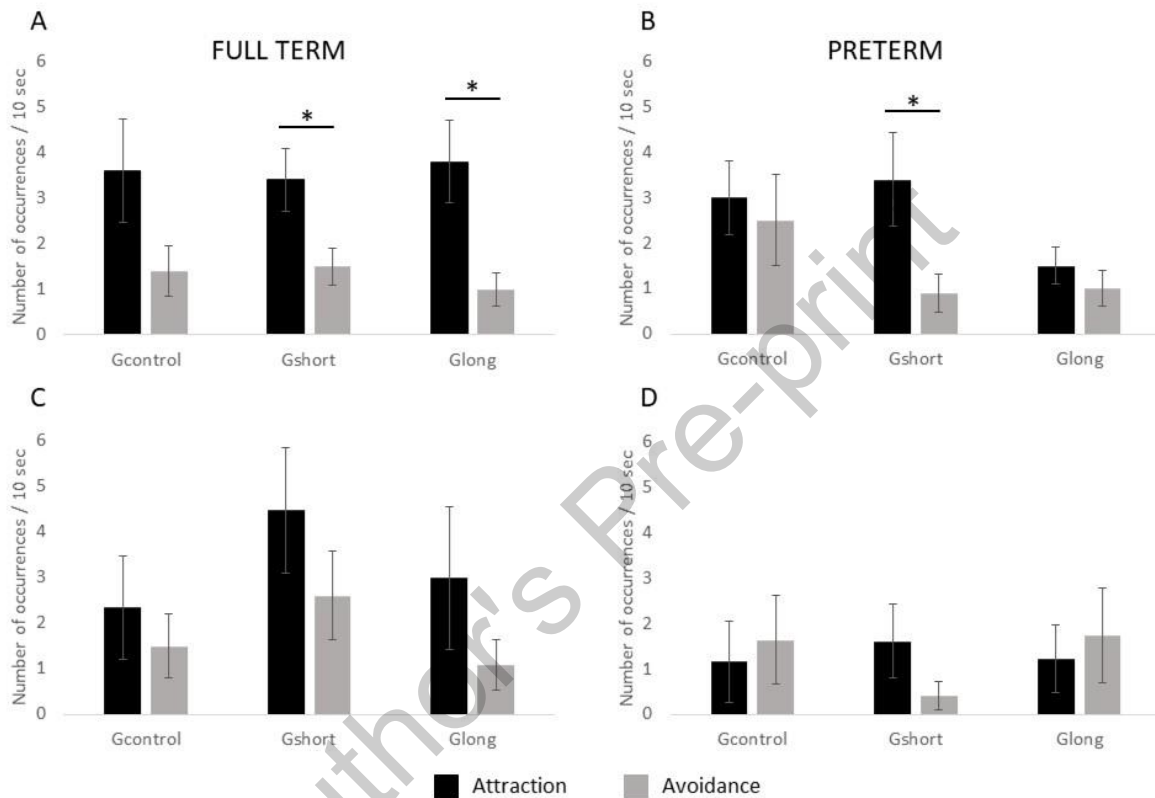 A
FULL TERM
Number of occurrences / 10 sec
6
5
4
3
2
1
0
*
*
Gcontrol
Gshort
Glong
B
PRETERM
Number of occurrences / 10 sec
6
5
4
3
2
1
0
*
Gcontrol
Gshort
Glong
C
Number of occurrences / 10 sec
6
5
4
3
2
1
0
Gcontrol
Gshort
Glong
D
Number of occurrences / 10 sec
6
5
4
3
2
1
0
Gcontrol
Gshort
Glong
Attraction
Avoidance
uthor's Pre-print